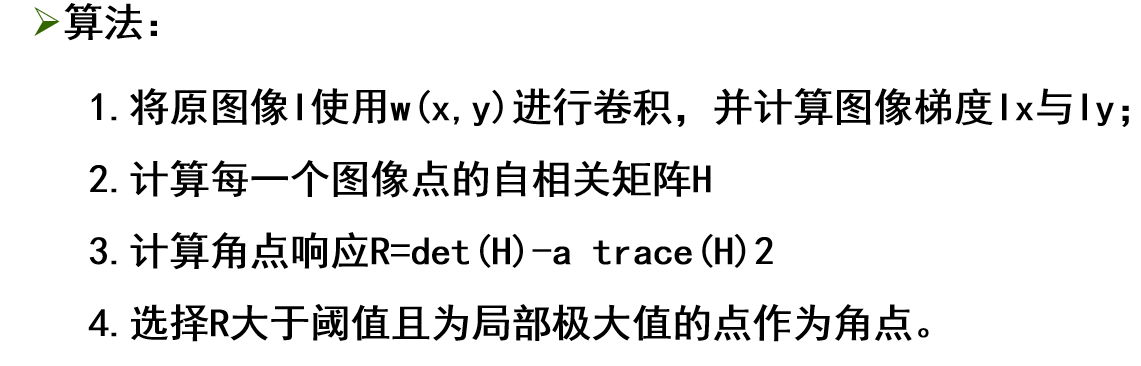 ➢算法：
1.将原图像I使用w(x,y)进行卷积，并计算图像梯度Ix与Iy；
2.计算每一个图像点的自相关矩阵H
3.计算角点响应R=det(H)-a trace(H)2
4.选择R大于阈值且为局部极大值的点作为角点。